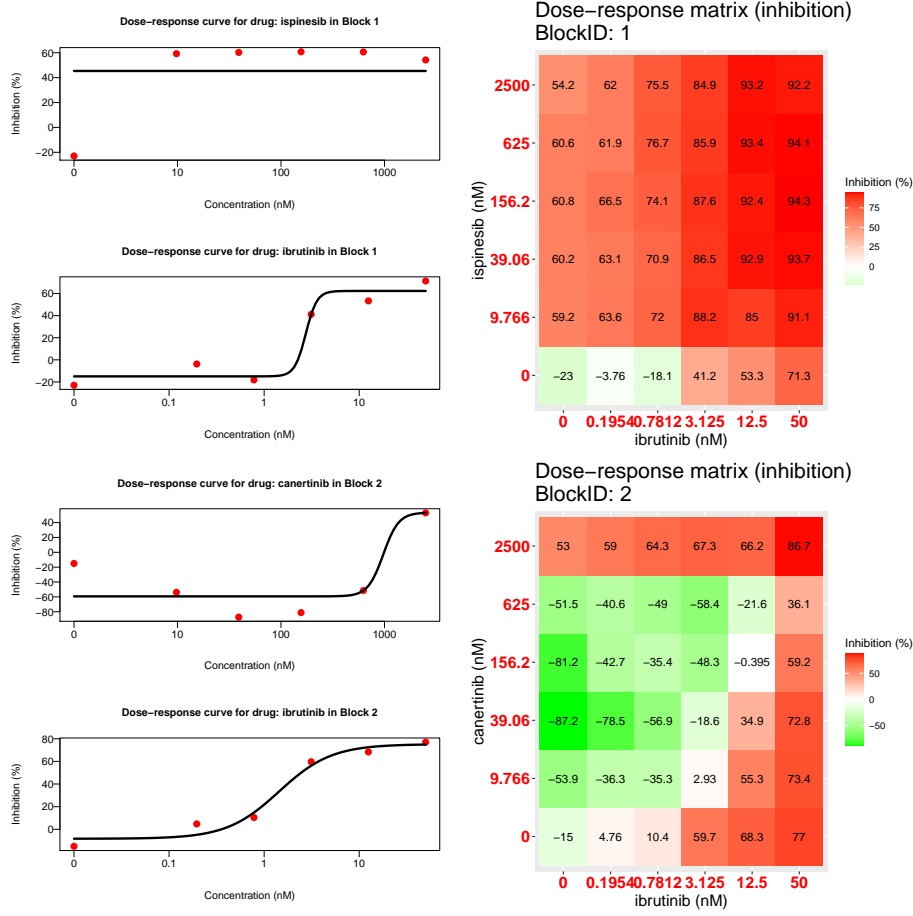 Dose−response curve for drug: ispinesib in Block 1
60
40
20
0
−20
Inhibition (%)
0 10 100 1000
Concentration (nM)
Dose−response curve for drug: ibrutinib in Block 1
60
40
20
0
−20
Inhibition (%)
0 0.1 1 10
Concentration (nM)
Dose−response curve for drug: canertinib in Block 2
40
20
0
−20
−40
−60
−80
Inhibition (%)
0 10 100 1000
Concentration (nM)
Dose−response curve for drug: ibrutinib in Block 2
80
60
40
20
0
Inhibition (%)
0 0.1 1 10
Concentration (nM)
Dose−response matrix (inhibition)
BlockID: 1
2500 54.2 62 75.5 84.9 93.2 92.2
625 60.6 61.9 76.7 85.9 93.4 94.1
156.2 60.8 66.5 74.1 87.6 92.4 94.3
39.06 60.2 63.1 70.9 86.5 92.9 93.7
9.766 59.2 63.6 72 88.2 85 91.1
0 −23 −3.76 −18.1 41.2 53.3 71.3
ispinesib (nM)
0 0.1954 0.7812 3.125 12.5 50
ibrutinib (nM)
Inhibition (%)
75
50
25
0
Dose−response matrix (inhibition)
BlockID: 2
2500 53 59 64.3 67.3 66.2 86.7
625 −51.5 −40.6 −49 −58.4 −21.6 36.1
156.2 −81.2 −42.7 −35.4 −48.3 −0.395 59.2
39.06 −87.2 −78.5 −56.9 −18.6 34.9 72.8
9.766 −53.9 −36.3 −35.3 2.93 55.3 73.4
0 −15 4.76 10.4 59.7 68.3 77
canertinib (nM)
0 0.1954 0.7812 3.125 12.5 50
ibrutinib (nM)
Inhibition (%)
50
0
−50